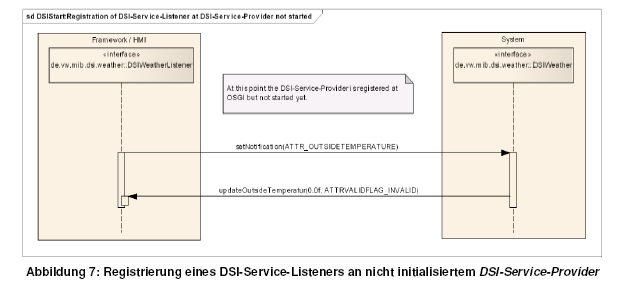 sd DSIStart:Registration of DSI-Service-Listener at DSI-Service-Provider not started
Framework / HMI
«interface»
de.vw.mib.dsi.weather::DSIWeatherListener
System
«interface»
de.vw.mib.dsi.weather::DSIWeather
At this point the DSI-Service-Provider is registered at
OSGI but not started yet.
setNotification(ATTR_OUTSIDETEMPERATURE)
updateOutsideTemperatur(0.0f, ATTRVALIDFLAG_INVALID)
Abbildung 7: Registrierung eines DSI-Service-Listeners an nicht initialisiertem DSI-Service-Provider